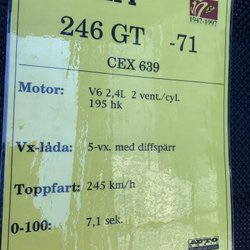 1947-1997
246 GT -71
CEX 639
Motor: V6 2,4L 2 vent./cyl.
195 hk
Vx-låda: 5-vx. med diffspärr
Toppfart: 245 km/h
0-100: 7,1 sek.